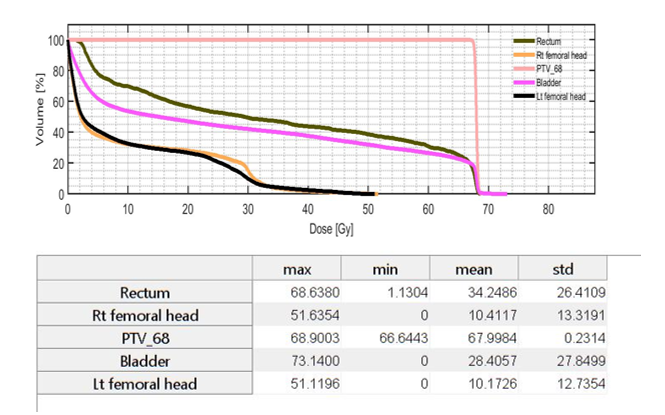 100
80
60
40
20
0
Volume [%]
Rectum
Rt femoral head
PTV_68
Bladder
Lt femoral head
0 10 20 30 40 50 60 70 80
Dose [Gy]
max min mean std
Rectum 68.6380 1.1304 34.2486 26.4109
Rt femoral head 51.6354 0 10.4117 13.3191
PTV_68 68.9003 66.6443 67.9984 0.2314
Bladder 73.1400 0 28.4057 27.8499
Lt femoral head 51.1196 0 10.1726 12.7354